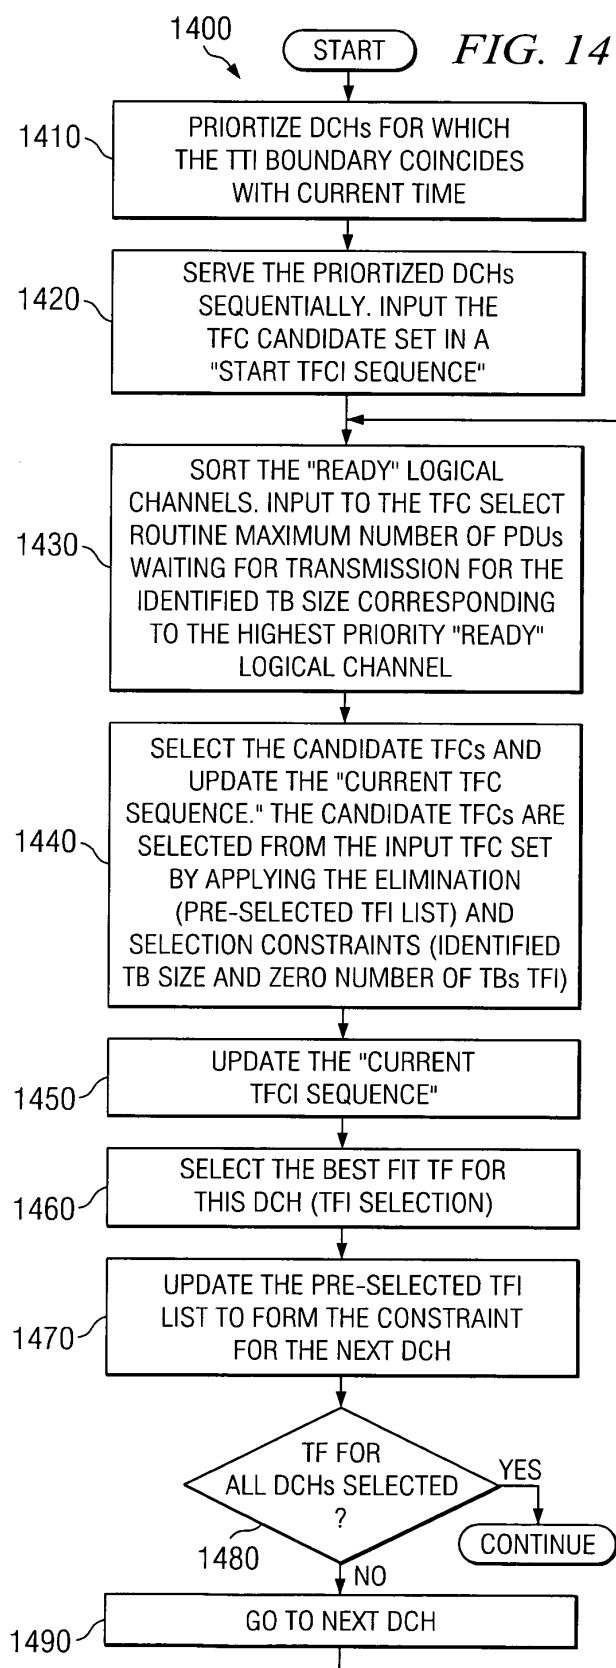 1400
START
FIG. 14
1410
PRIORTIZE DCHs FOR WHICH
THE TTI BOUNDARY COINCIDES
WITH CURRENT TIME
1420
SERVE THE PRIORTIZED DCHs
SEQUENTIALLY. INPUT THE
TFC CANDIDATE SET IN A
"START TFCI SEQUENCE"
1430
SORT THE "READY" LOGICAL
CHANNELS. INPUT TO THE TFC SELECT
ROUTINE MAXIMUM NUMBER OF PDUs
WAITING FOR TRANSMISSION FOR THE
IDENTIFIED TB SIZE CORRESPONDING
TO THE HIGHEST PRIORITY "READY"
LOGICAL CHANNEL
1440
SELECT THE CANDIDATE TFCs AND
UPDATE THE "CURRENT TFC
SEQUENCE." THE CANDIDATE TFCs ARE
SELECTED FROM THE INPUT TFC SET
BY APPLYING THE ELIMINATION
(PRE-SELECTED TFI LIST) AND
SELECTION CONSTRAINTS (IDENTIFIED
TB SIZE AND ZERO NUMBER OF TBs TFI)
1450
UPDATE THE "CURRENT
TFCI SEQUENCE"
1460
SELECT THE BEST FIT TF FOR
THIS DCH (TFI SELECTION)
1470
UPDATE THE PRE-SELECTED TFI
LIST TO FORM THE CONSTRAINT
FOR THE NEXT DCH
1480
TF FOR
ALL DCHs SELECTED
?
YES
CONTINUE
NO
1490
GO TO NEXT DCH